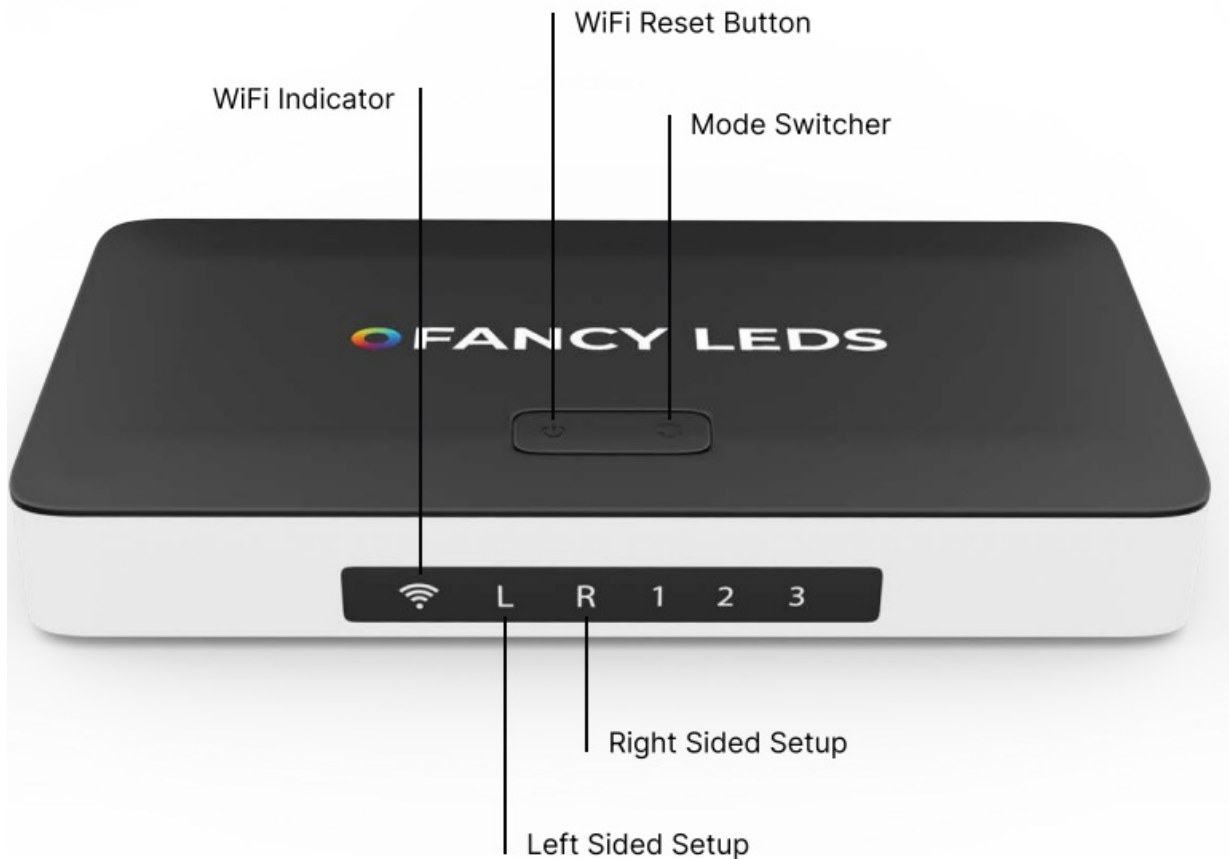 WiFi Reset Button
WiFi Indicator
Mode Switcher
FANCY LEDS
L R 1 2 3
Right Sided Setup
Left Sided Setup